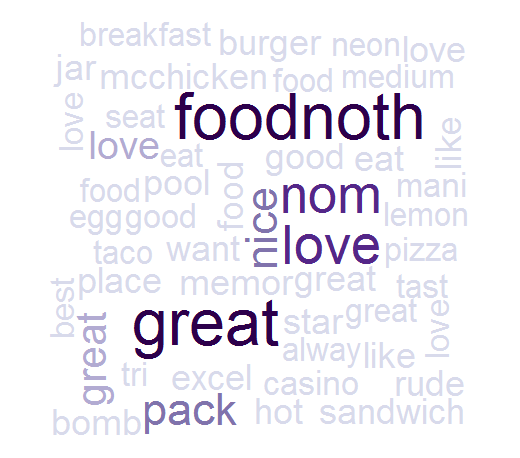 breakfast burger neon love
jar mcchicken food medium
love seat foodnoth like
love eat good eat
food pool food nice nom mani
egg good love lemon
taco want pizza
best place memor great tast
great great star great love
tri alway like
excel casino rude
bomb pack hot sandwich